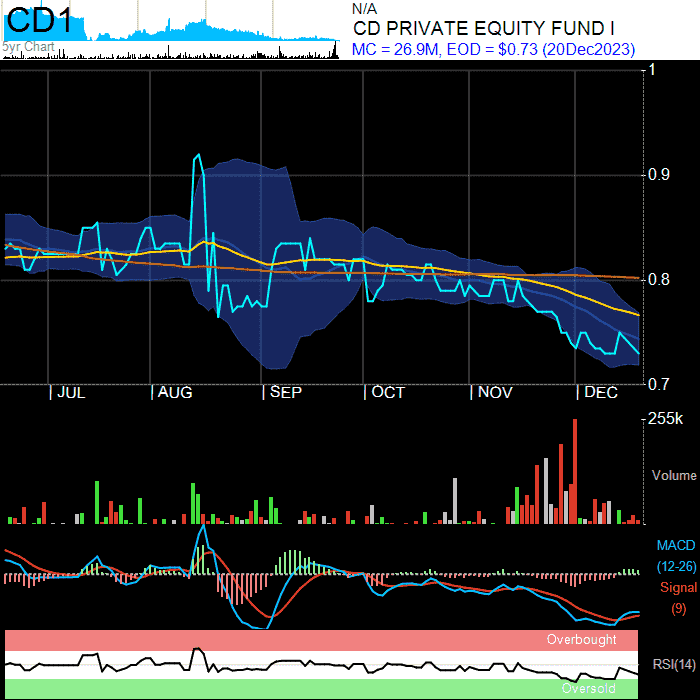 CD1
5yr Chart
N/A
CD PRIVATE EQUITY FUND I
MC = 26.9M, EOD = $0.73 (20Dec2023)
1
0.9
0.8
0.7
JUL AUG SEP OCT NOV DEC
255k
Volume
MACD
(12-26)
Signal
(9)
Overbought
RSI(14)
Oversold